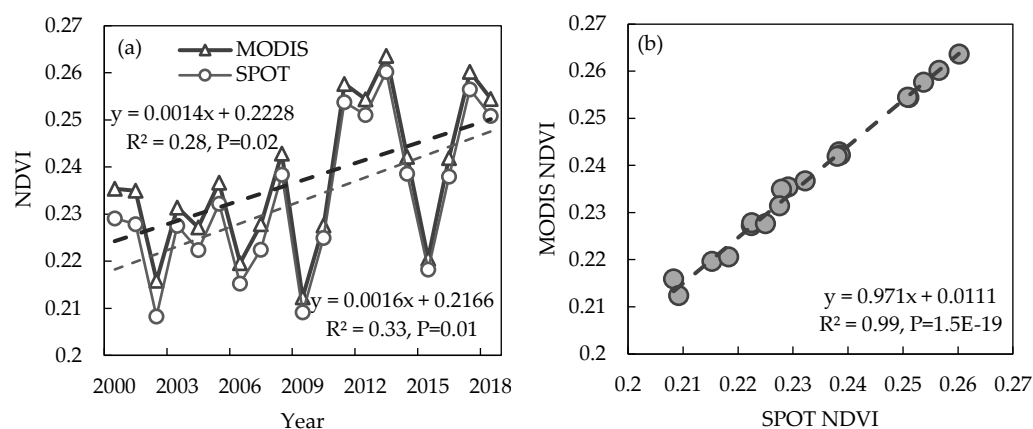 (a)
MODIS
SPOT
y = 0.0014x + 0.2228
R² = 0.28, P=0.02
y = 0.0016x + 0.2166
R² = 0.33, P=0.01
NDVI
0.27
0.26
0.25
0.24
0.23
0.22
0.21
0.2
2000 2003 2006 2009 2012 2015 2018
Year
(b)
y = 0.971x + 0.0111
R² = 0.99, P=1.5E-19
MODIS NDVI
0.27
0.26
0.25
0.24
0.23
0.22
0.21
0.2
0.2 0.21 0.22 0.23 0.24 0.25 0.26 0.27
SPOT NDVI